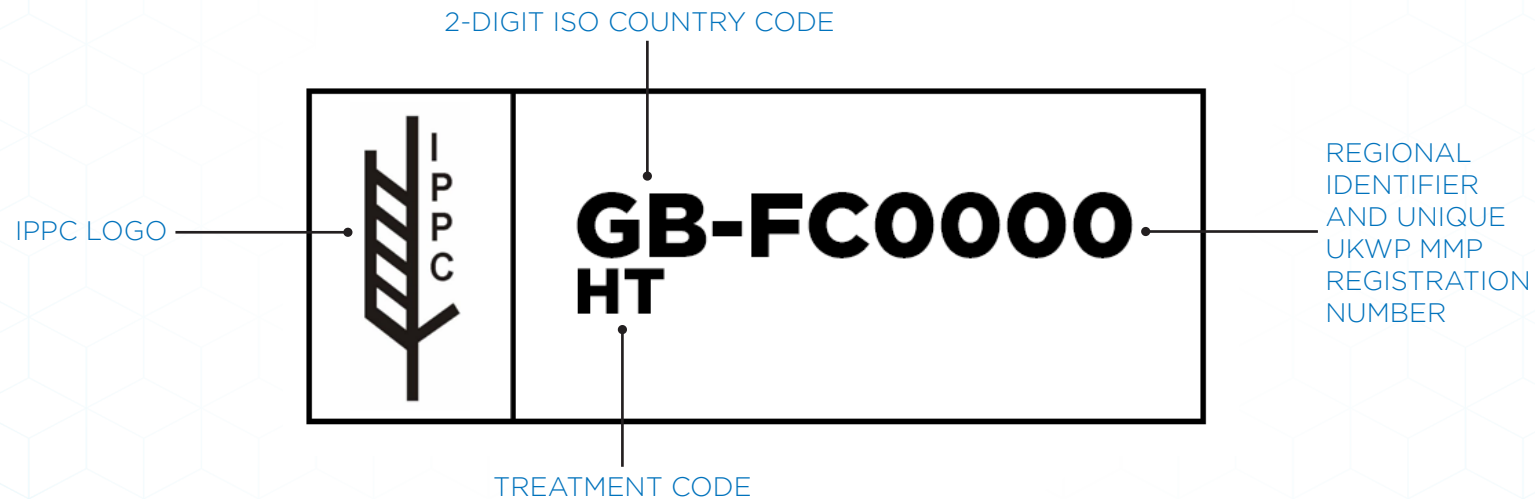 2-DIGIT ISO COUNTRY CODE
IPPC LOGO
I
P
P
C
GB-FC0000
HT
REGIONAL
IDENTIFIER
AND UNIQUE
UKWP MMP
REGISTRATION
NUMBER
TREATMENT CODE